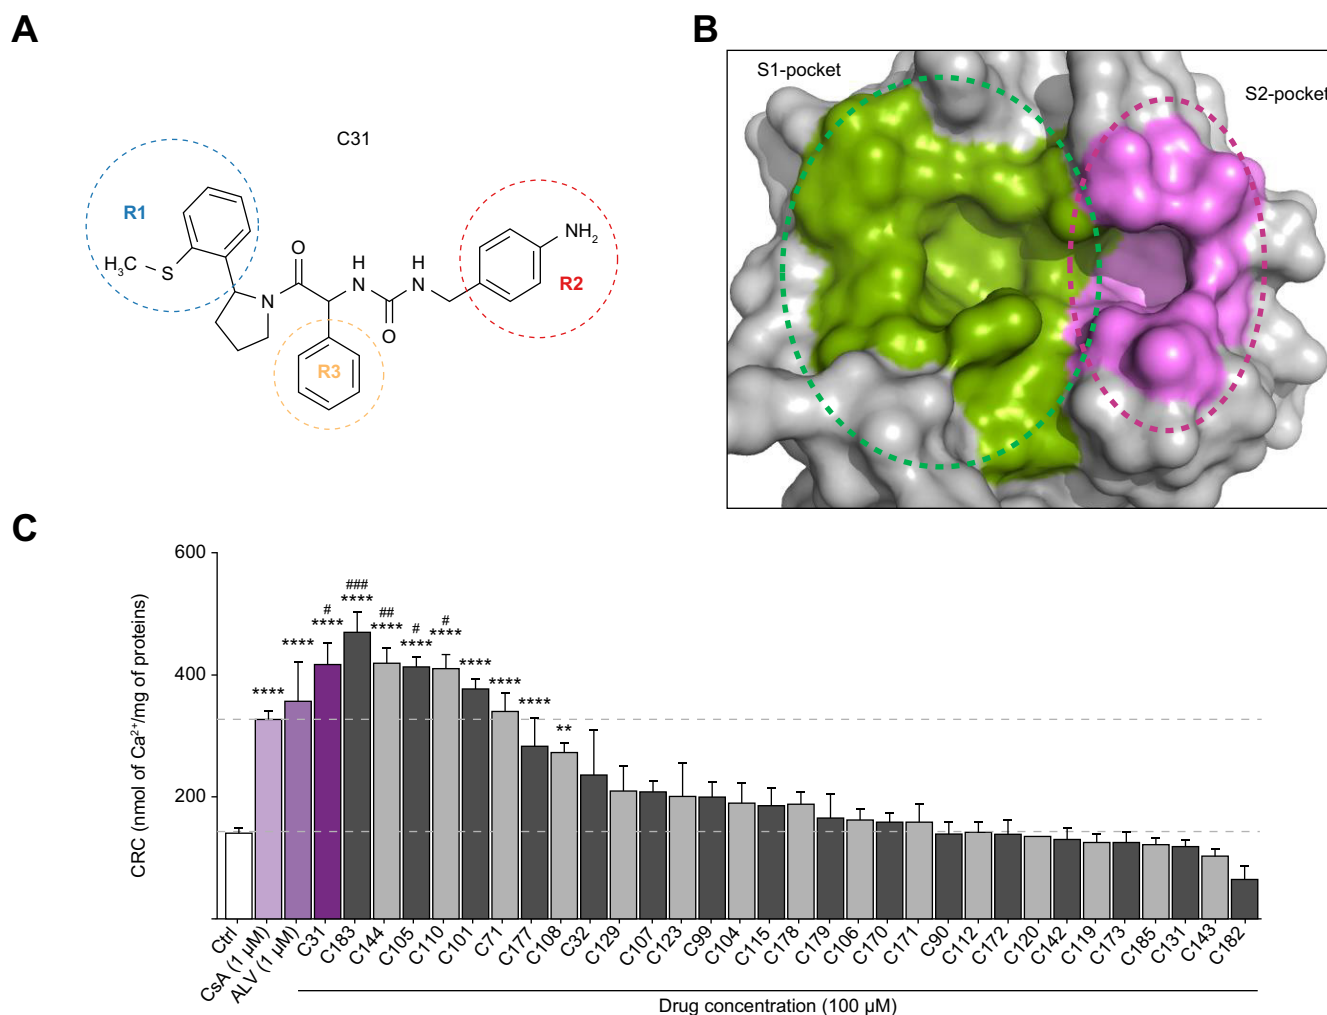 A
C31
R1
H₃C
S
N
O
H
N
O
H
N
NH₂
R2
R3
B
S1-pocket
S2-pocket
C
CRC (nmol of Ca²⁺/mg of proteins)
600
400
200
****
****
#
****
###
****
##
****
#
****
#
****
****
****
****
**
Ctrl
CsA (1 µM)
ALV (1 µM)
C31
C183
C144
C105
C110
C101
C71
C177
C108
C32
C129
C107
C123
C99
C104
C115
C178
C179
C106
C170
C171
C90
C112
C172
C120
C142
C119
C173
C185
C131
C143
C182
Drug concentration (100 µM)